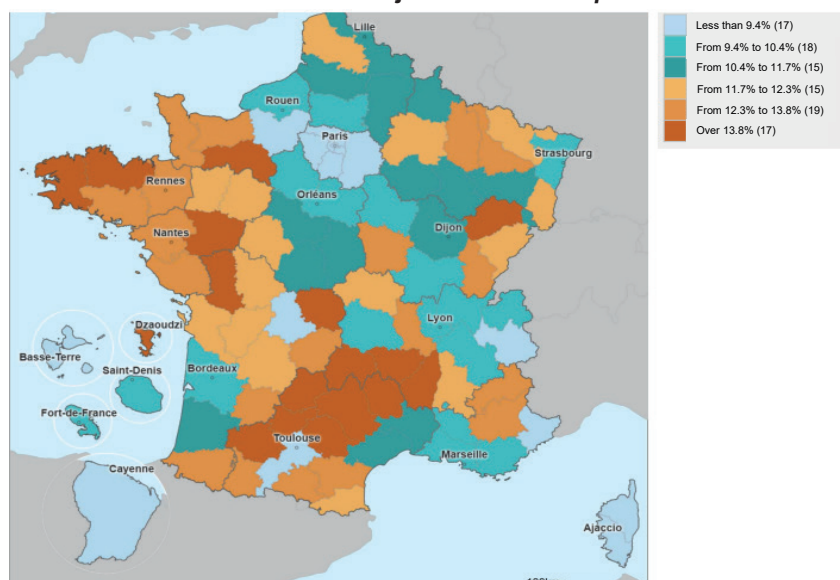 Lille
Less than 9.4% (17)
From 9.4% to 10.4% (18)
From 10.4% to 11.7% (15)
From 11.7% to 12.3% (15)
From 12.3% to 13.8% (19)
Over 13.8% (17)
Rouen
Paris
Strasbourg
Rennes
Orléans
Nantes
Dijon
Dzaoudzi
Lyon
Basse-Terre
Saint-Denis
Bordeaux
Fort-de-France
Toulouse
Marseille
Cayenne
Ajaccio